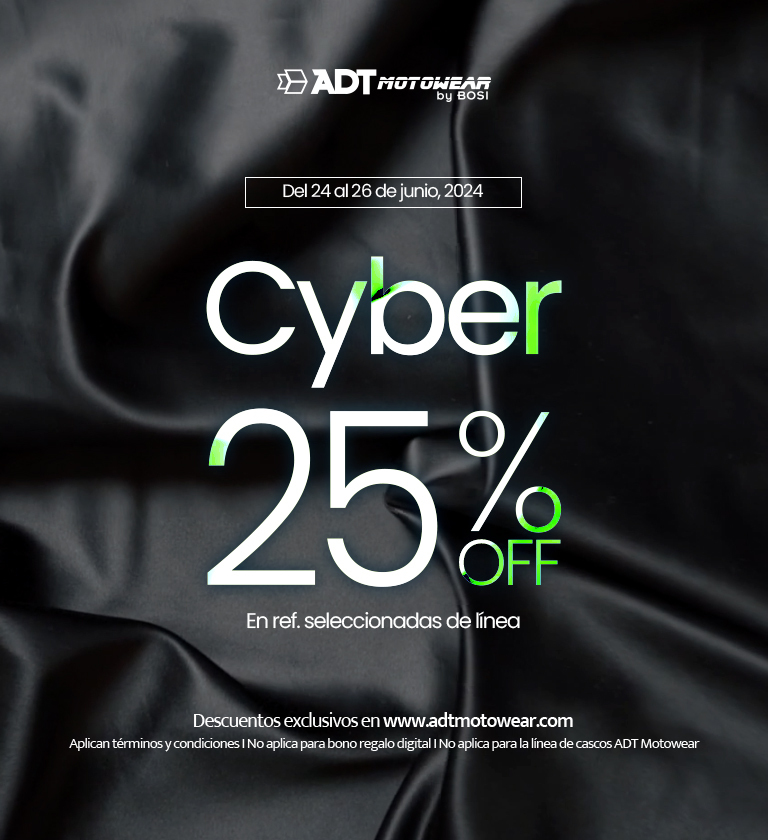 ADT MOTOWEAR
by BOSI
Del 24 al 26 de junio, 2024
Cyber
25%
OFF
En ref. seleccionadas de línea
Descuentos exclusivos en www.adtmotowear.com
Aplican términos y condiciones I No aplica para bono regalo digital I No aplica para la línea de cascos ADT Motowear